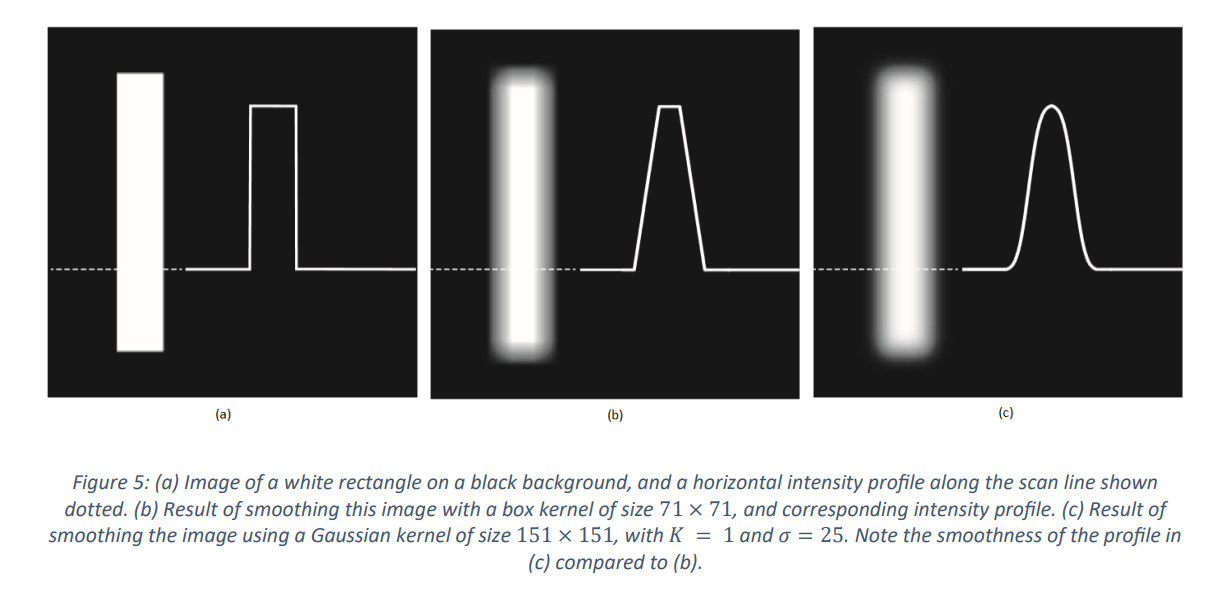 (a)
(b)
(c)
Figure 5: (a) Image of a white rectangle on a black background, and a horizontal intensity profile along the scan line shown
dotted. (b) Result of smoothing this image with a box kernel of size 71 × 71, and corresponding intensity profile. (c) Result of
smoothing the image using a Gaussian kernel of size 151 × 151, with K = 1 and σ = 25. Note the smoothness of the profile in
(c) compared to (b).